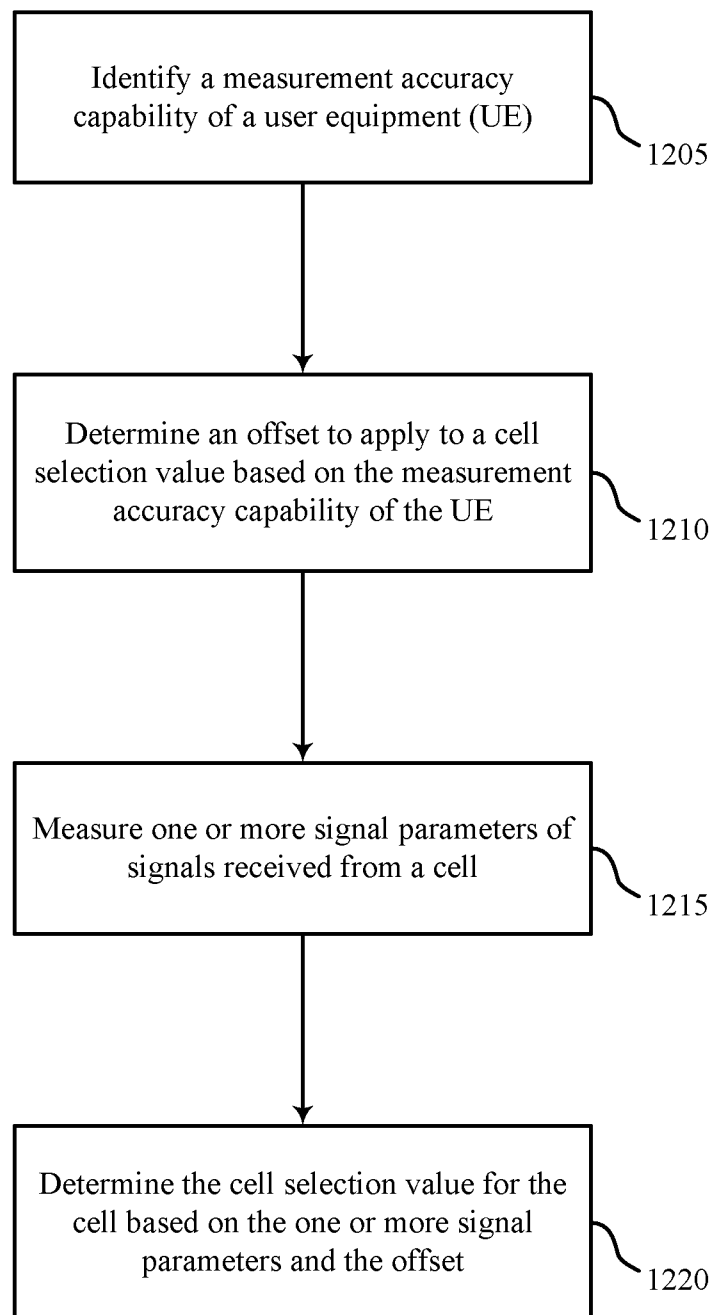 Identify a measurement accuracy
capability of a user equipment (UE)
1205
Determine an offset to apply to a cell
selection value based on the measurement
accuracy capability of the UE
1210
Measure one or more signal parameters of
signals received from a cell
1215
Determine the cell selection value for the
cell based on the one or more signal
parameters and the offset
1220